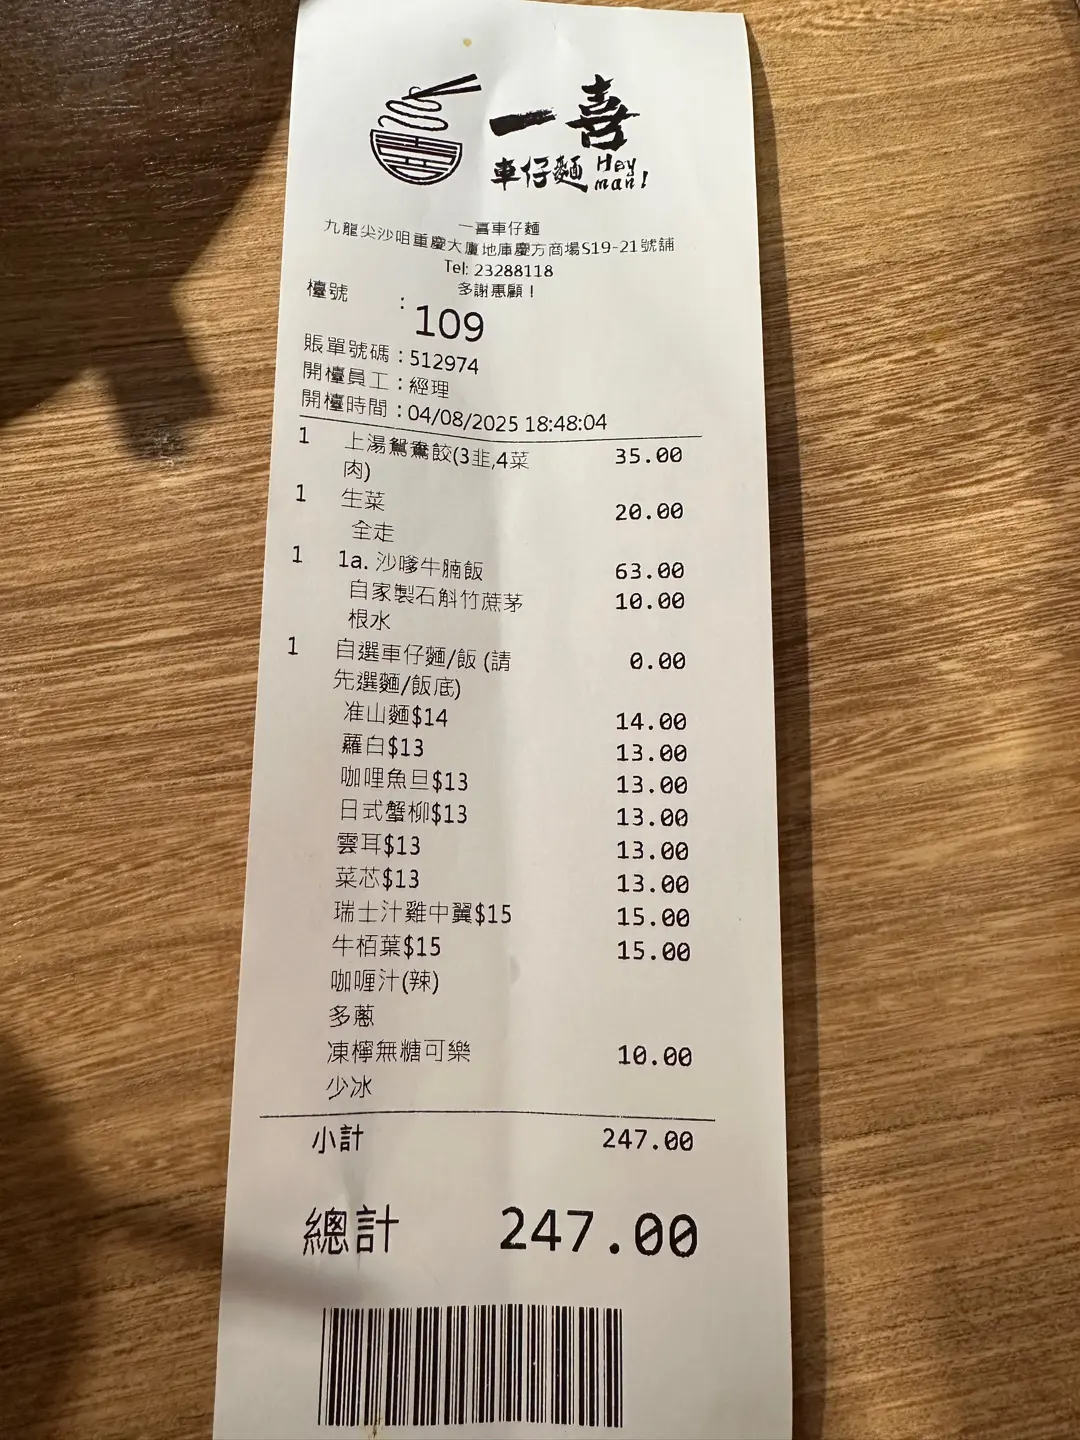 一喜
車仔麵 Hey man!
一喜車仔麵
九龍尖沙咀重慶大廈地庫慶方商場S19-21號舖
Tel: 23288118
多謝惠顧！
檯號 : 109
賬單號碼 : 512974
開檯員工 : 經理
開檯時間 : 04/08/2025 18:48:04
1 上湯鴛鴦餃(3韭,4菜 35.00
肉)
1 生菜 20.00
全走
1 1a. 沙嗲牛腩飯 63.00
自家製石斛竹蔗茅 10.00
根水
1 自選車仔麵/飯 (請 0.00
先選麵/飯底)
准山麵$14 14.00
蘿白$13 13.00
咖哩魚旦$13 13.00
日式蟹柳$13 13.00
雲耳$13 13.00
菜芯$13 13.00
瑞士汁雞中翼$15 15.00
牛栢葉$15 15.00
咖喱汁(辣)
多蔥
凍檸無糖可樂 10.00
少冰
小計 247.00
總計 247.00